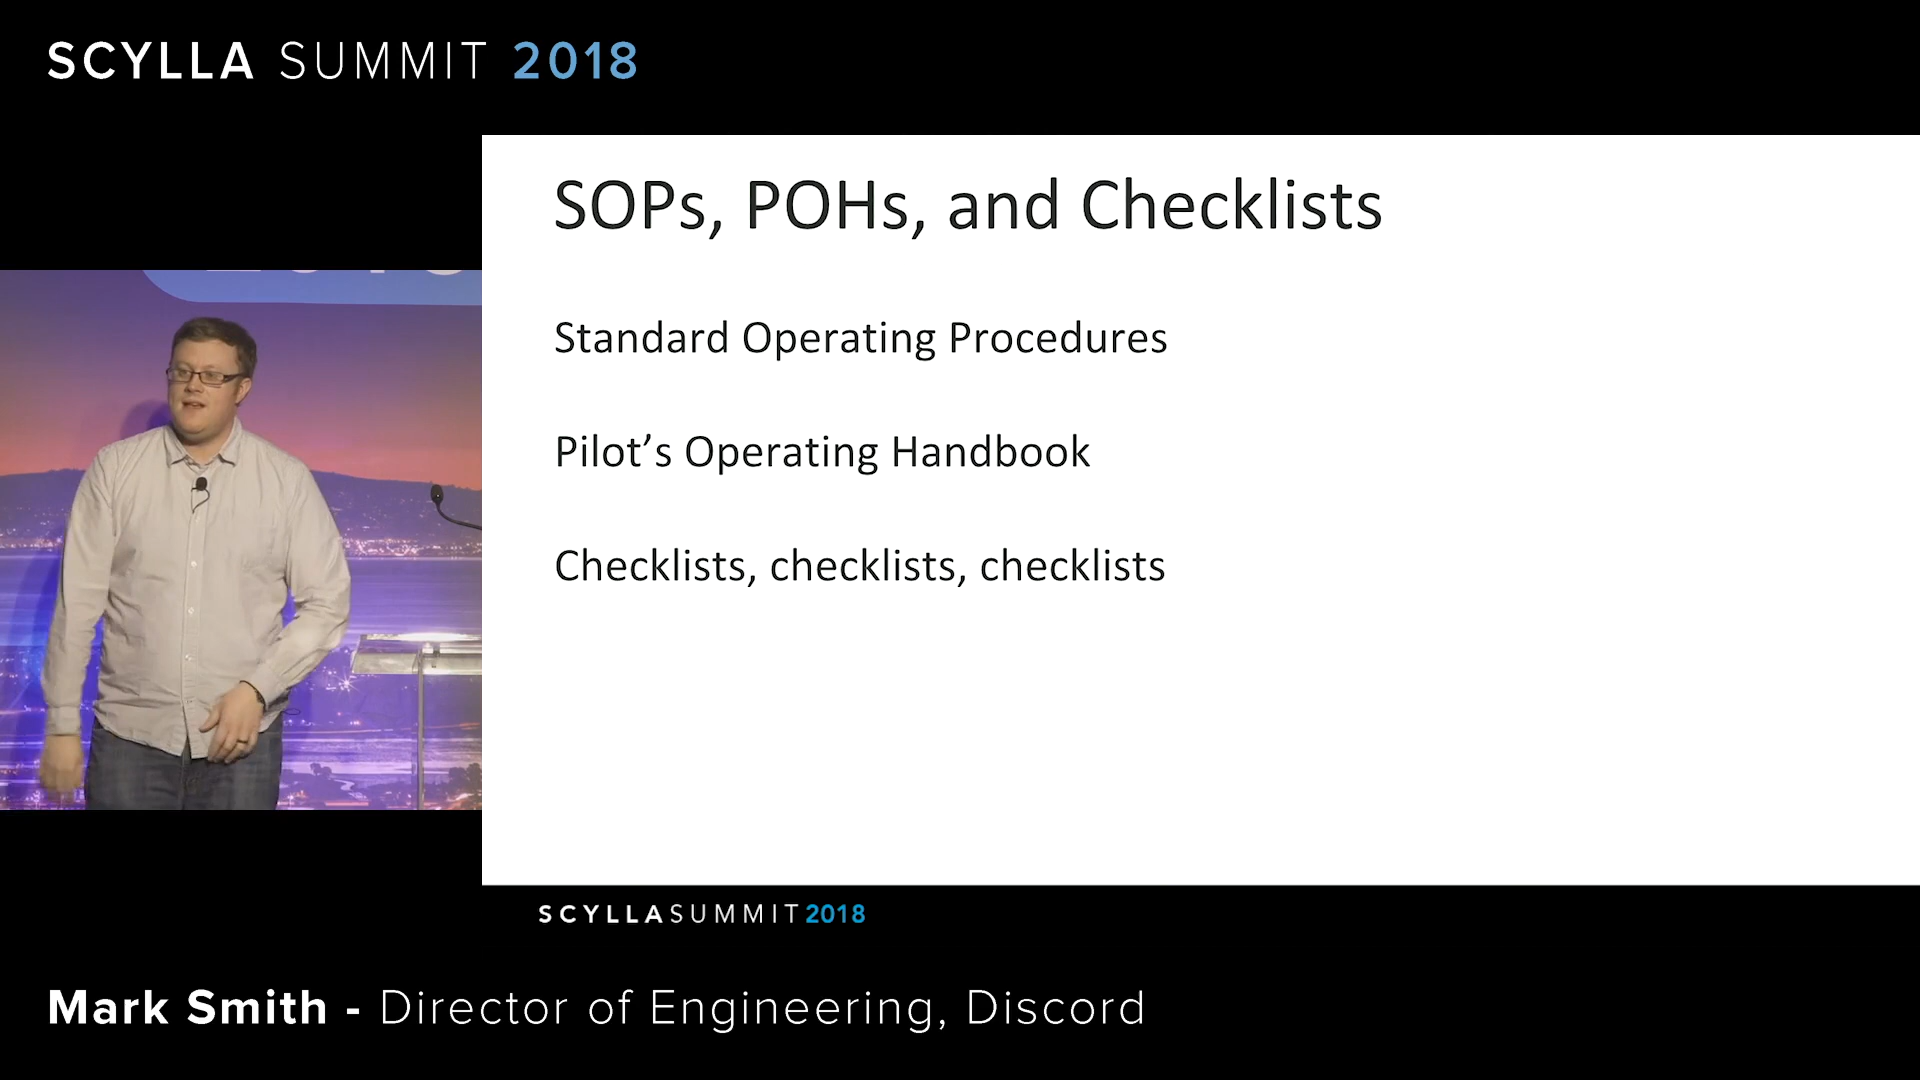 SCYLLA SUMMIT 2018
SOPs, POHs, and Checklists
Standard Operating Procedures
Pilot’s Operating Handbook
Checklists, checklists, checklists
SCYLLASUMMIT2018
Mark Smith - Director of Engineering, Discord